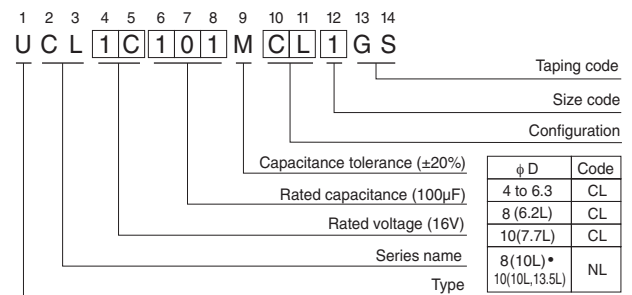 1 2 3 4 5 6 7 8 9 10 11 12 13 14
U C L 1 C 1 0 1 M C L 1 G S
Taping code
Size code
Configuration
Capacitance tolerance (±20%)
Rated capacitance (100µF)
Rated voltage (16V)
Series name
Type
ϕ D Code
4 to 6.3 CL
8 (6.2L) CL
10(7.7L) CL
8(10L)• NL
10(10L,13.5L)